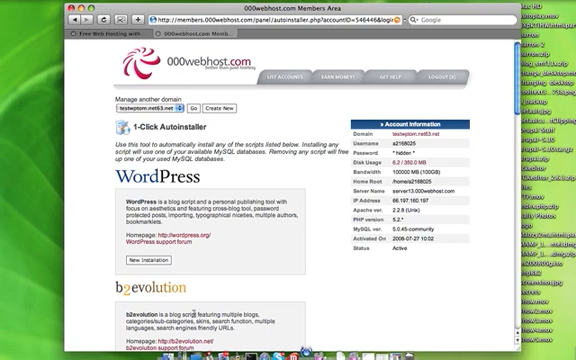 000webhost.com Members Area
http://members.000webhost.com/panel/autoinstaller.php?accountID=546446&login
Google
Free Web Hosting with
000webhost.com Memb...
000webhost.com
better than paid hosting
LIST ACCOUNTS
EARN MONEY!
GET HELP
LOGOUT [X]
Manage another domain
testwptom.net63.net
Go
Create New
1-Click Autoinstaller
Use this tool to automatically install any of the scripts listed below. Installing any
script will use one of your available MySQL databases. Removing any script will free
up one of your used MySQL databases.
WORDPRESS
WordPress is a blog script and a personal publishing tool with
focus on aesthetics and featuring cross-blog tool, password
protected posts, importing, typographical niceties, multiple authors,
bookmarklets.
Homepage: http://wordpress.org/
WordPress support forum
New Installation
b2evolution
b2evolution is a blog script featuring multiple blogs,
categories/sub-categories, skins, search function, multiple
languages, search engines friendly URLs.
Homepage: http://b2evolution.net/
b2evolution support forum
» Account Information
Domain testwptom.net63.net
Username a2168025
Password * hidden *
Disk Usage 6.2 / 350.0 MB
Bandwidth 100000 MB (100GB)
Home Root /home/a2168025
Server Name server13.000webhost.com
IP Address 66.197.160.197
Apache ver. 2.2.8 (Unix)
PHP version 5.2.*
MySQL ver. 5.0.45-community
Activated On 2008-07-27 10:02
Status Active